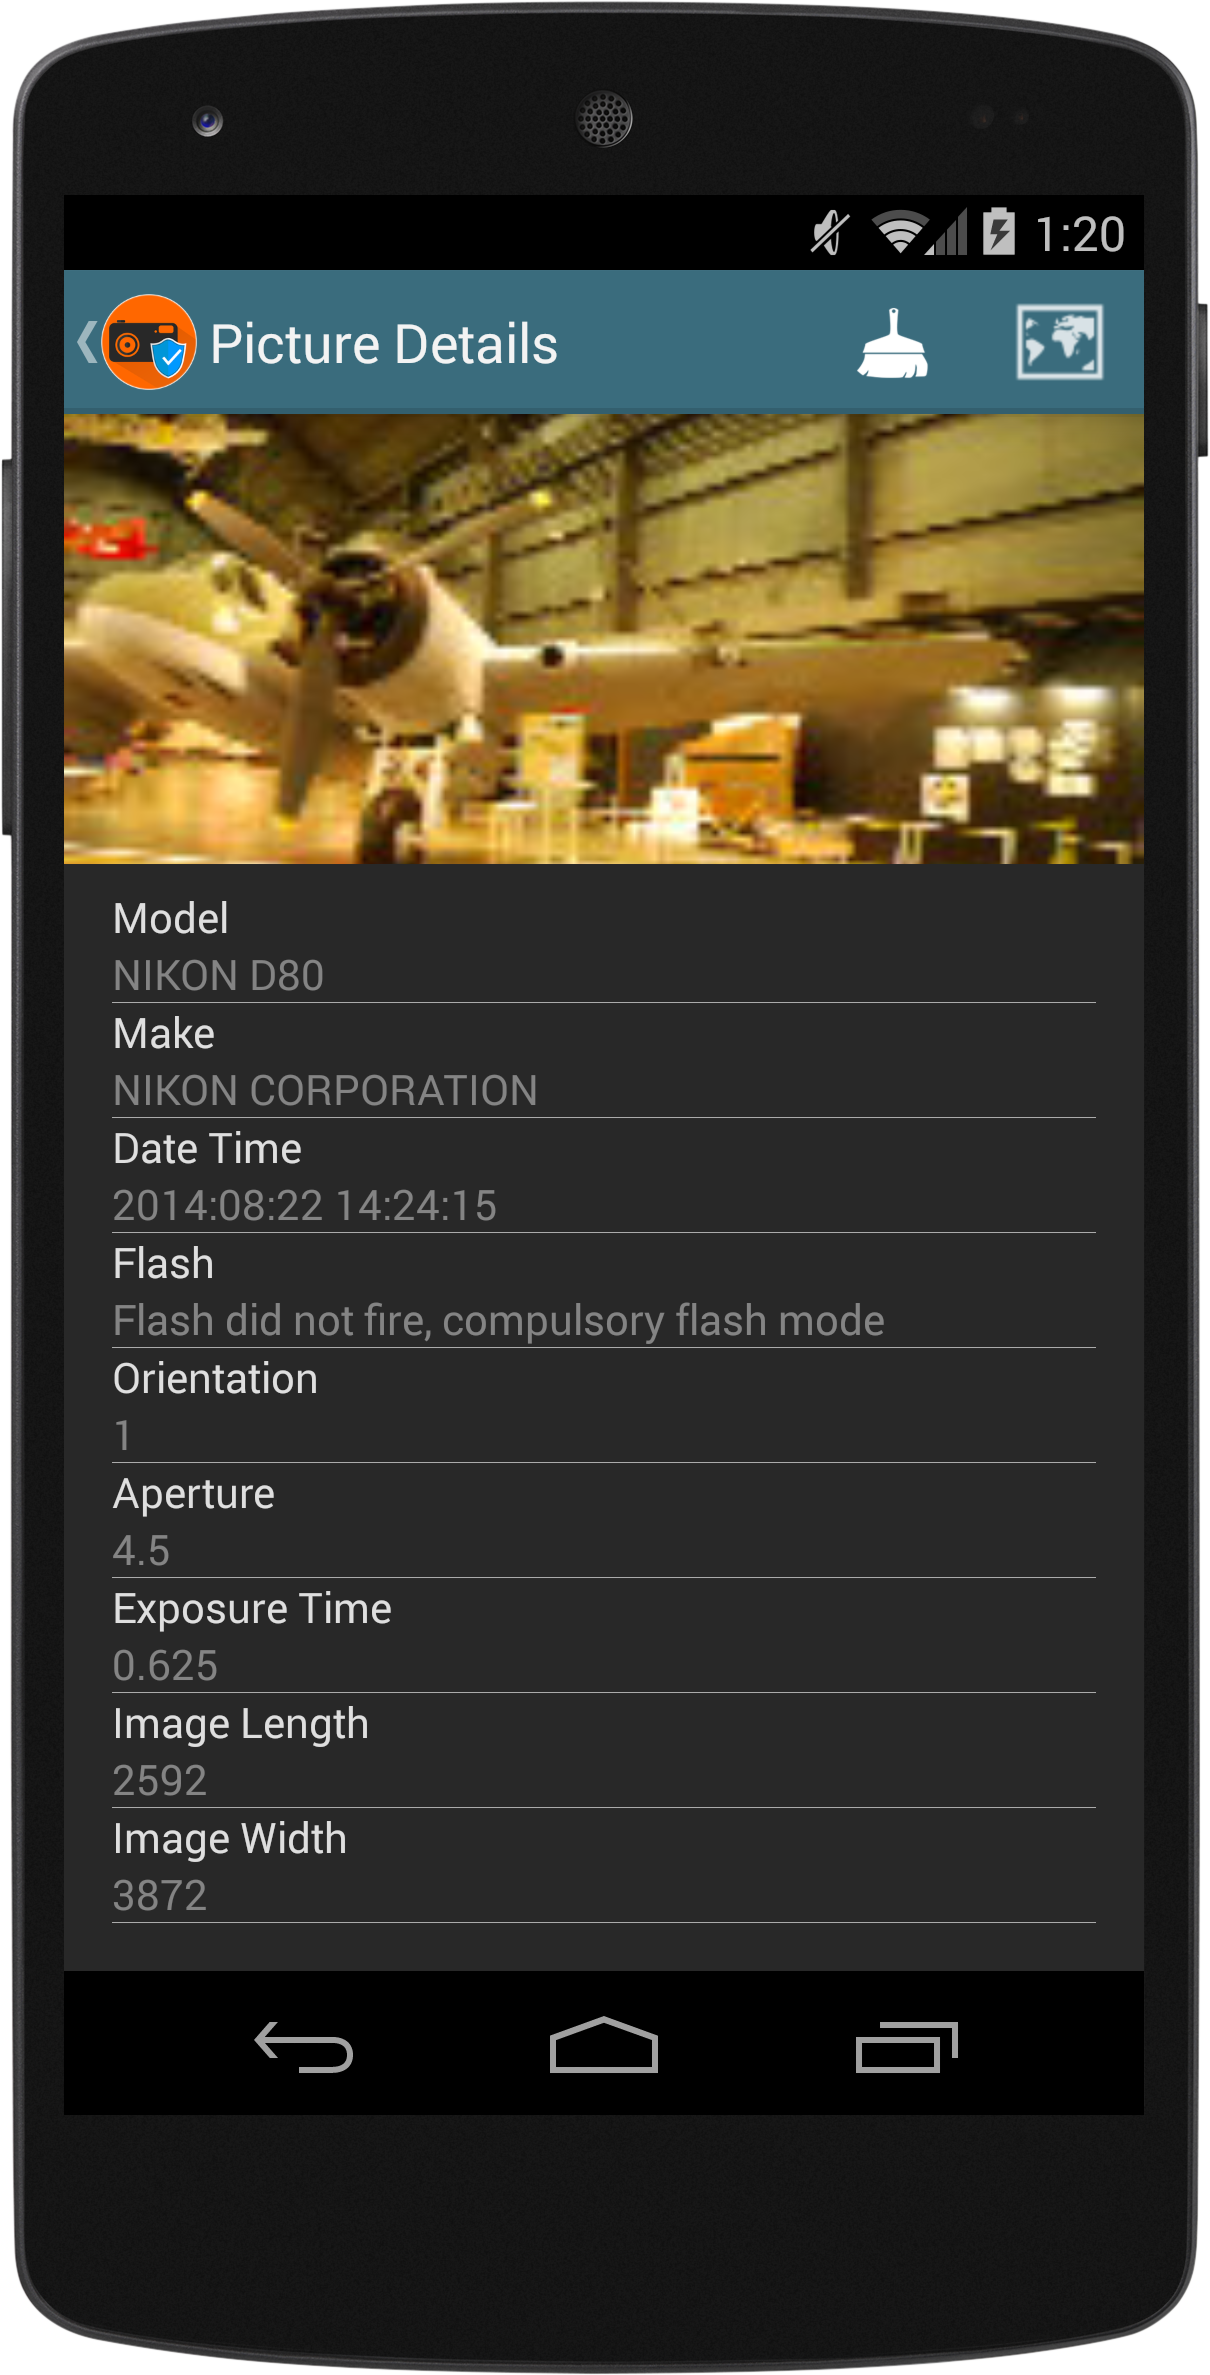 1:20
Picture Details
Model
NIKON D80
Make
NIKON CORPORATION
Date Time
2014:08:22 14:24:15
Flash
Flash did not fire, compulsory flash mode
Orientation
1
Aperture
4.5
Exposure Time
0.625
Image Length
2592
Image Width
3872